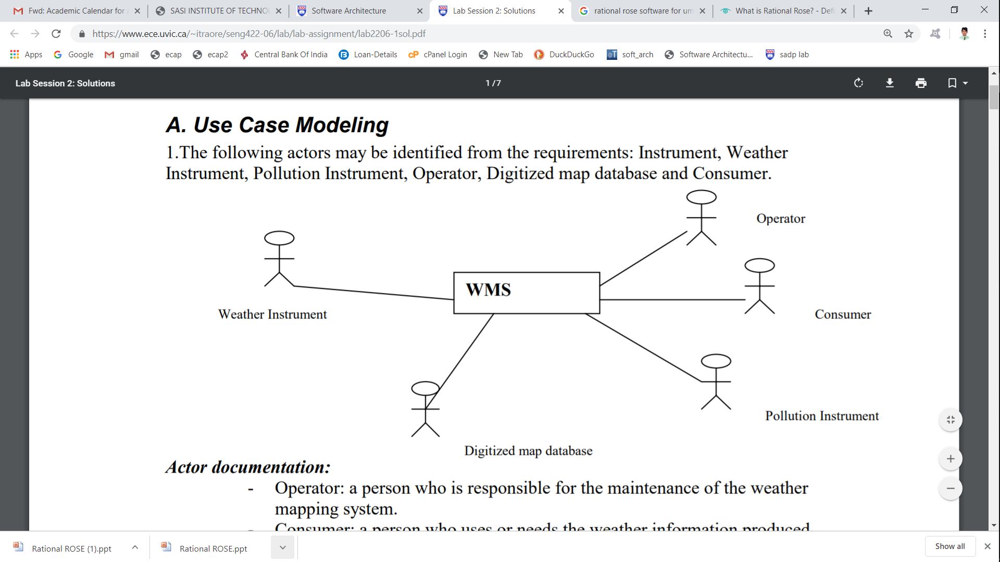 Fwd: Academic Calendar for
SASI INSTITUTE OF TECHNOL
Software Architecture
Lab Session 2: Solutions
rational rose software for um
What is Rational Rose? - Defi
https://www.ece.uvic.ca/~itraore/seng422-06/lab/lab-assignment/lab2206-1sol.pdf
Apps Google gmail ecap ecap2 Central Bank Of India Loan-Details cPanel Login New Tab DuckDuckGo soft_arch Software Architectu... sadp lab
Lab Session 2: Solutions
1 / 7
A. Use Case Modeling
1.The following actors may be identified from the requirements: Instrument, Weather
Instrument, Pollution Instrument, Operator, Digitized map database and Consumer.
Operator
WMS
Weather Instrument
Consumer
Pollution Instrument
Digitized map database
Actor documentation:
- Operator: a person who is responsible for the maintenance of the weather
mapping system.
- Consumer: a person who uses or needs the weather information produced
Rational ROSE (1).ppt
Rational ROSE.ppt
Show all